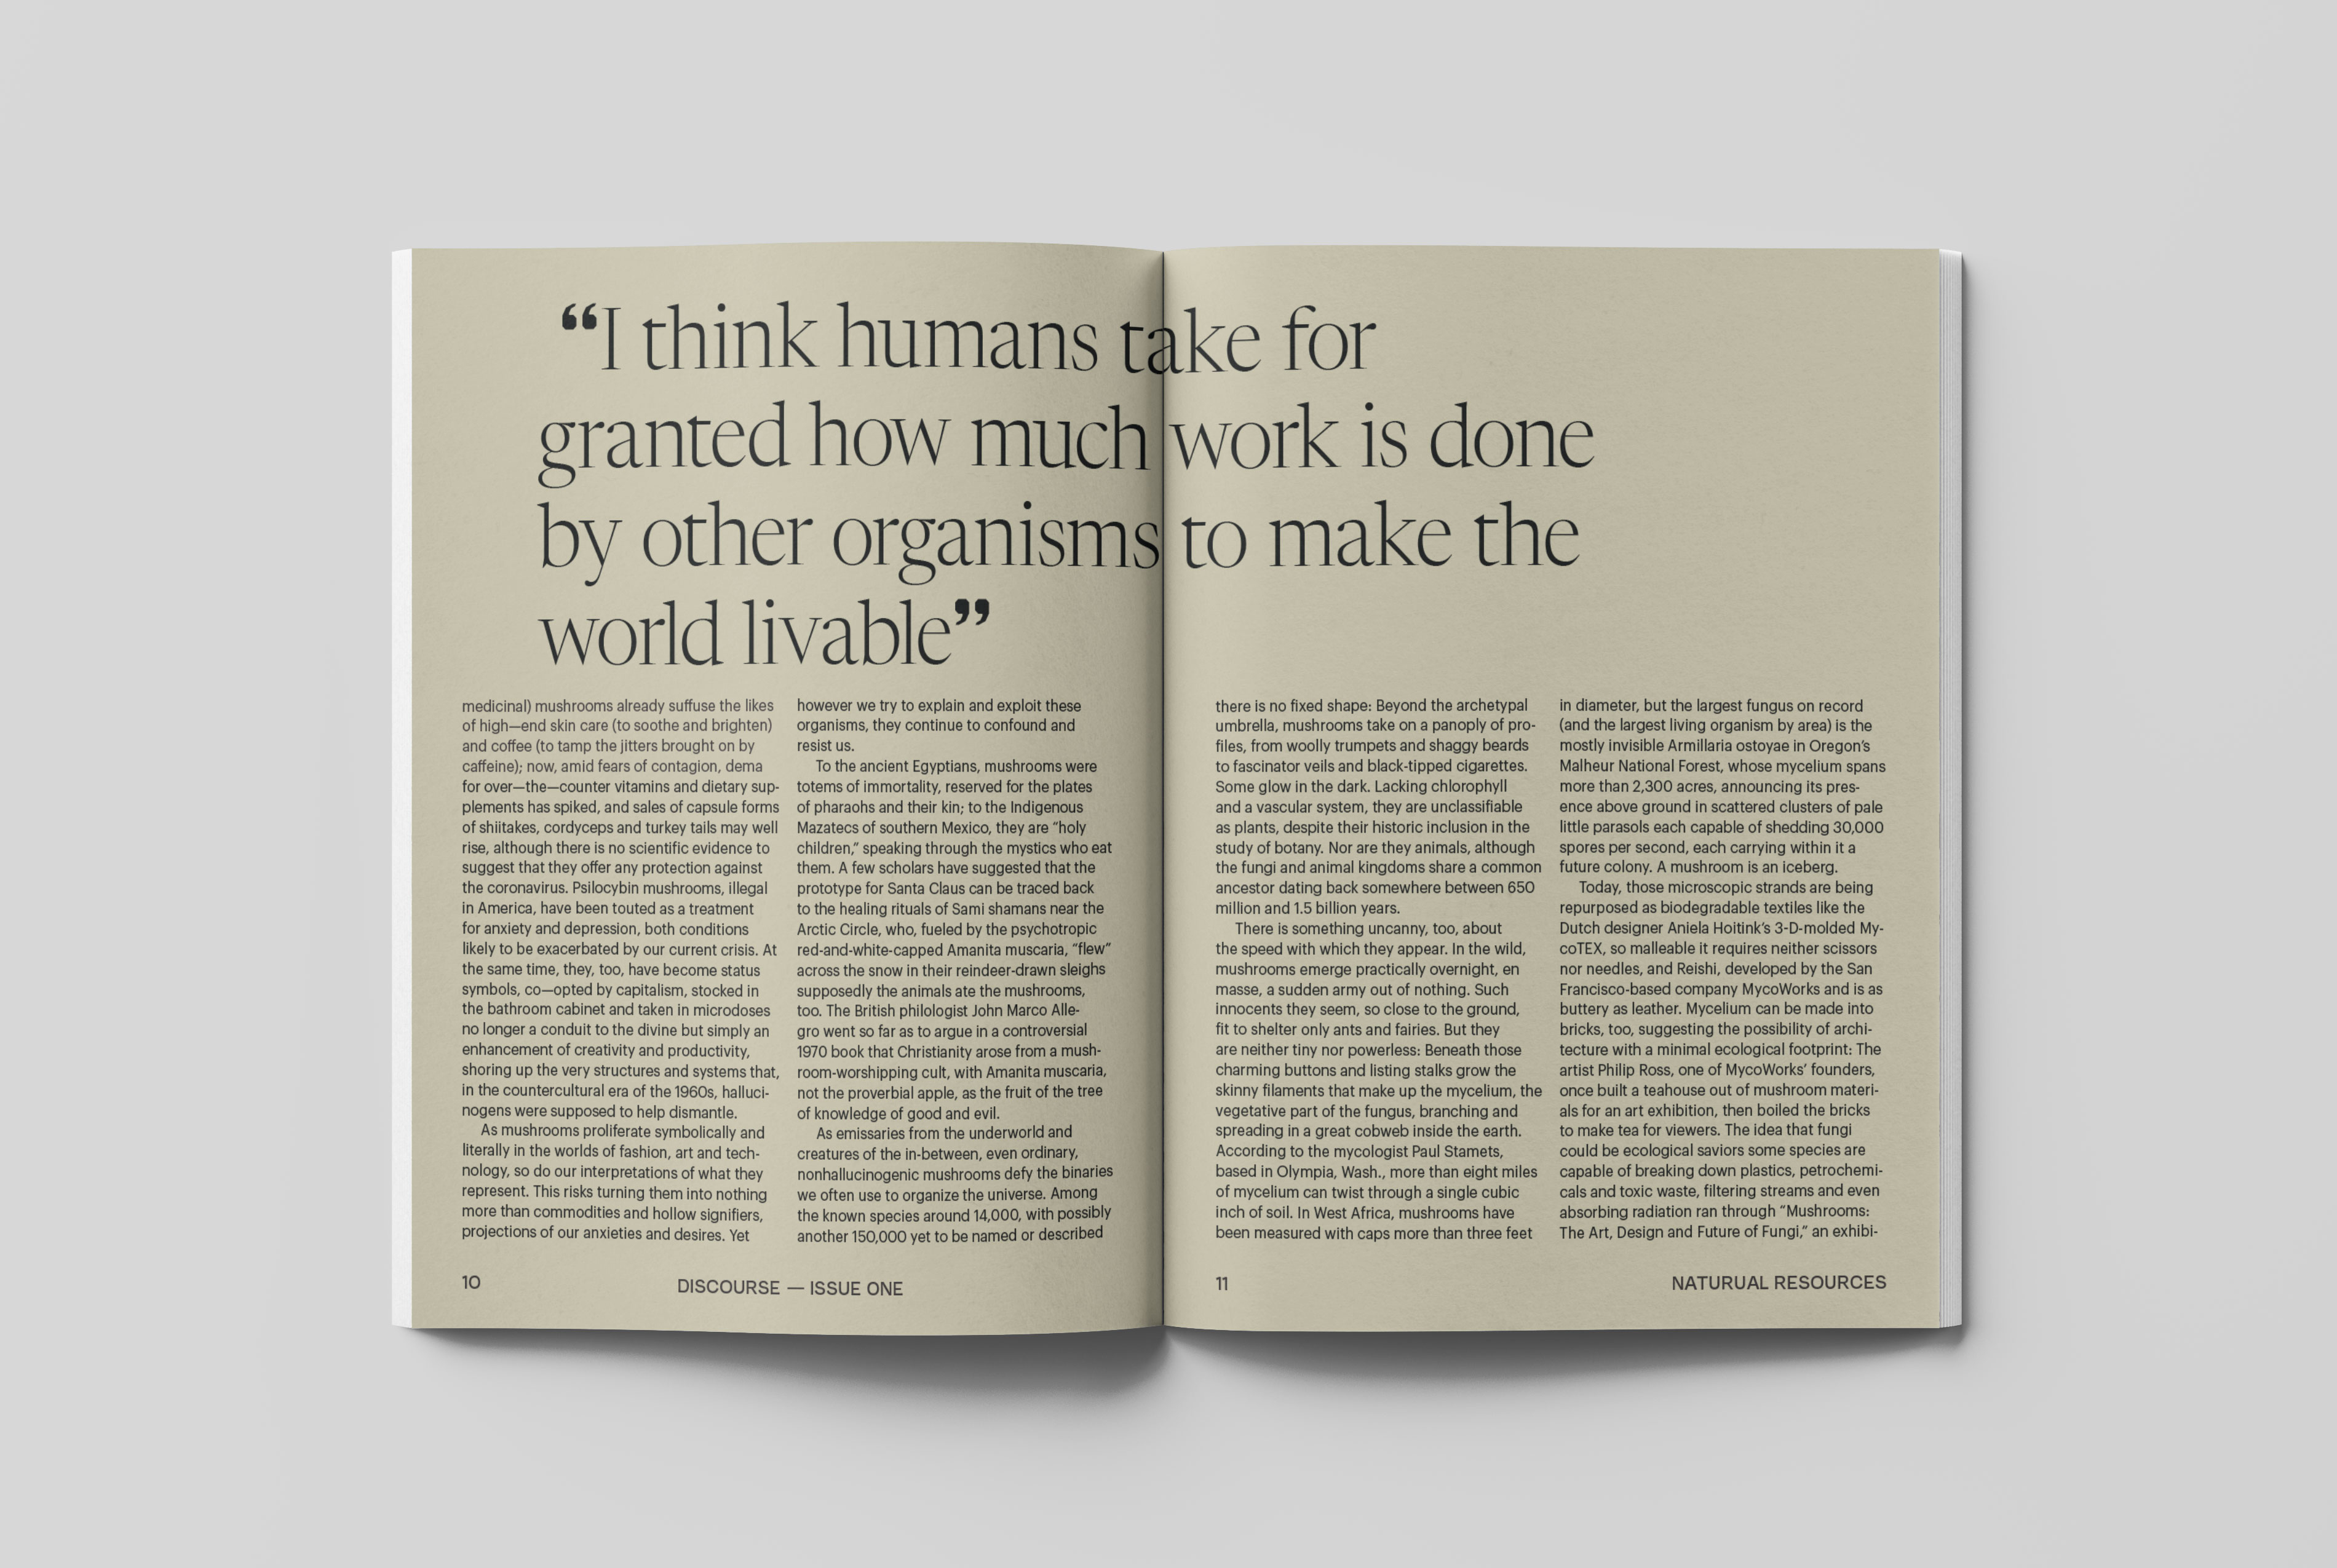 “I think humans take for
granted how much work is done
by other organisms to make the
world livable”
medicinal) mushrooms already suffuse the likes
of high—end skin care (to soothe and brighten)
and coffee (to tamp the jitters brought on by
caffeine); now, amid fears of contagion, dema
for over—the—counter vitamins and dietary sup-
plements has spiked, and sales of capsule forms
of shiitakes, cordyceps and turkey tails may well
rise, although there is no scientific evidence to
suggest that they offer any protection against
the coronavirus. Psilocybin mushrooms, illegal
in America, have been touted as a treatment
for anxiety and depression, both conditions
likely to be exacerbated by our current crisis. At
the same time, they, too, have become status
symbols, co—opted by capitalism, stocked in
the bathroom cabinet and taken in microdoses
no longer a conduit to the divine but simply an
enhancement of creativity and productivity,
shoring up the very structures and systems that,
in the countercultural era of the 1960s, halluci-
nogens were supposed to help dismantle.
As mushrooms proliferate symbolically and
literally in the worlds of fashion, art and tech-
nology, so do our interpretations of what they
represent. This risks turning them into nothing
more than commodities and hollow signifiers,
projections of our anxieties and desires. Yet
however we try to explain and exploit these
organisms, they continue to confound and
resist us.
To the ancient Egyptians, mushrooms were
totems of immortality, reserved for the plates
of pharaohs and their kin; to the Indigenous
Mazatecs of southern Mexico, they are “holy
children,” speaking through the mystics who eat
them. A few scholars have suggested that the
prototype for Santa Claus can be traced back
to the healing rituals of Sami shamans near the
Arctic Circle, who, fueled by the psychotropic
red-and-white-capped Amanita muscaria, “flew”
across the snow in their reindeer-drawn sleighs
supposedly the animals ate the mushrooms,
too. The British philologist John Marco Alle-
gro went so far as to argue in a controversial
1970 book that Christianity arose from a mush-
room-worshipping cult, with Amanita muscaria,
not the proverbial apple, as the fruit of the tree
of knowledge of good and evil.
As emissaries from the underworld and
creatures of the in-between, even ordinary,
nonhallucinogenic mushrooms defy the binaries
we often use to organize the universe. Among
the known species around 14,000, with possibly
another 150,000 yet to be named or described
10
DISCOURSE — ISSUE ONE
there is no fixed shape: Beyond the archetypal
umbrella, mushrooms take on a panoply of pro-
files, from woolly trumpets and shaggy beards
to fascinator veils and black-tipped cigarettes.
Some glow in the dark. Lacking chlorophyll
and a vascular system, they are unclassifiable
as plants, despite their historic inclusion in the
study of botany. Nor are they animals, although
the fungi and animal kingdoms share a common
ancestor dating back somewhere between 650
million and 1.5 billion years.
There is something uncanny, too, about
the speed with which they appear. In the wild,
mushrooms emerge practically overnight, en
masse, a sudden army out of nothing. Such
innocents they seem, so close to the ground,
fit to shelter only ants and fairies. But they
are neither tiny nor powerless: Beneath those
charming buttons and listing stalks grow the
skinny filaments that make up the mycelium, the
vegetative part of the fungus, branching and
spreading in a great cobweb inside the earth.
According to the mycologist Paul Stamets,
based in Olympia, Wash., more than eight miles
of mycelium can twist through a single cubic
inch of soil. In West Africa, mushrooms have
been measured with caps more than three feet
in diameter, but the largest fungus on record
(and the largest living organism by area) is the
mostly invisible Armillaria ostoyae in Oregon’s
Malheur National Forest, whose mycelium spans
more than 2,300 acres, announcing its pres-
ence above ground in scattered clusters of pale
little parasols each capable of shedding 30,000
spores per second, each carrying within it a
future colony. A mushroom is an iceberg.
Today, those microscopic strands are being
repurposed as biodegradable textiles like the
Dutch designer Aniela Hoitink’s 3-D-molded My-
coTEX, so malleable it requires neither scissors
nor needles, and Reishi, developed by the San
Francisco-based company MycoWorks and is as
buttery as leather. Mycelium can be made into
bricks, too, suggesting the possibility of archi-
tecture with a minimal ecological footprint: The
artist Philip Ross, one of MycoWorks’ founders,
once built a teahouse out of mushroom materi-
als for an art exhibition, then boiled the bricks
to make tea for viewers. The idea that fungi
could be ecological saviors some species are
capable of breaking down plastics, petrochemi-
cals and toxic waste, filtering streams and even
absorbing radiation ran through “Mushrooms:
The Art, Design and Future of Fungi,” an exhibi-
11
NATURUAL RESOURCES